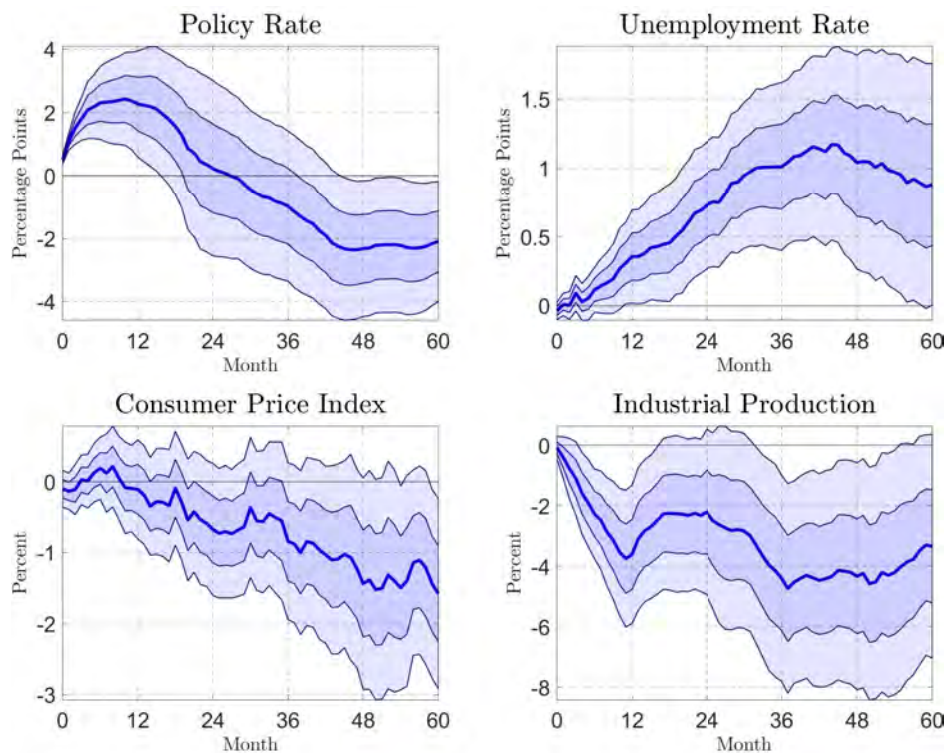 Policy Rate
Percentage Points
4
2
0
-2
-4
0 12 24 36 48 60
Month
Unemployment Rate
Percentage Points
1.5
1
0.5
0
0 12 24 36 48 60
Month
Consumer Price Index
Percent
0
-1
-2
-3
0 12 24 36 48 60
Month
Industrial Production
Percent
0
-2
-4
-6
-8
0 12 24 36 48 60
Month